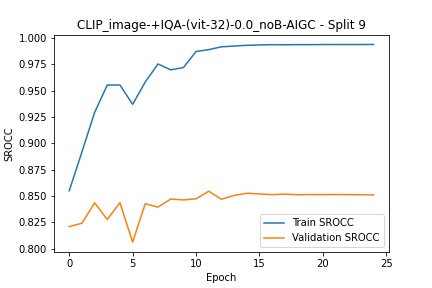 CLIP_image-+IQA-(vit-32)-0.0_noB-AIGC - Split 9
1.000
0.975
0.950
0.925
0.900
0.875
0.850
0.825
0.800
SROCC
Train SROCC
Validation SROCC
0 5 10 15 20 25
Epoch